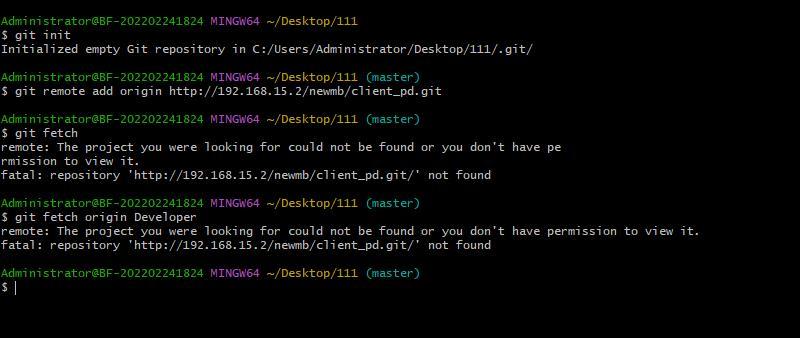 Administrator@BF-202202241824 MINGW64 ~/Desktop/111
$ git init
Initialized empty Git repository in C:/Users/Administrator/Desktop/111/.git/
Administrator@BF-202202241824 MINGW64 ~/Desktop/111 (master)
$ git remote add origin http://192.168.15.2/newmb/client_pd.git
Administrator@BF-202202241824 MINGW64 ~/Desktop/111 (master)
$ git fetch
remote: The project you were looking for could not be found or you don't have pe
rmission to view it.
fatal: repository 'http://192.168.15.2/newmb/client_pd.git/' not found
Administrator@BF-202202241824 MINGW64 ~/Desktop/111 (master)
$ git fetch origin Developer
remote: The project you were looking for could not be found or you don't have permission to view it.
fatal: repository 'http://192.168.15.2/newmb/client_pd.git/' not found
Administrator@BF-202202241824 MINGW64 ~/Desktop/111 (master)
$